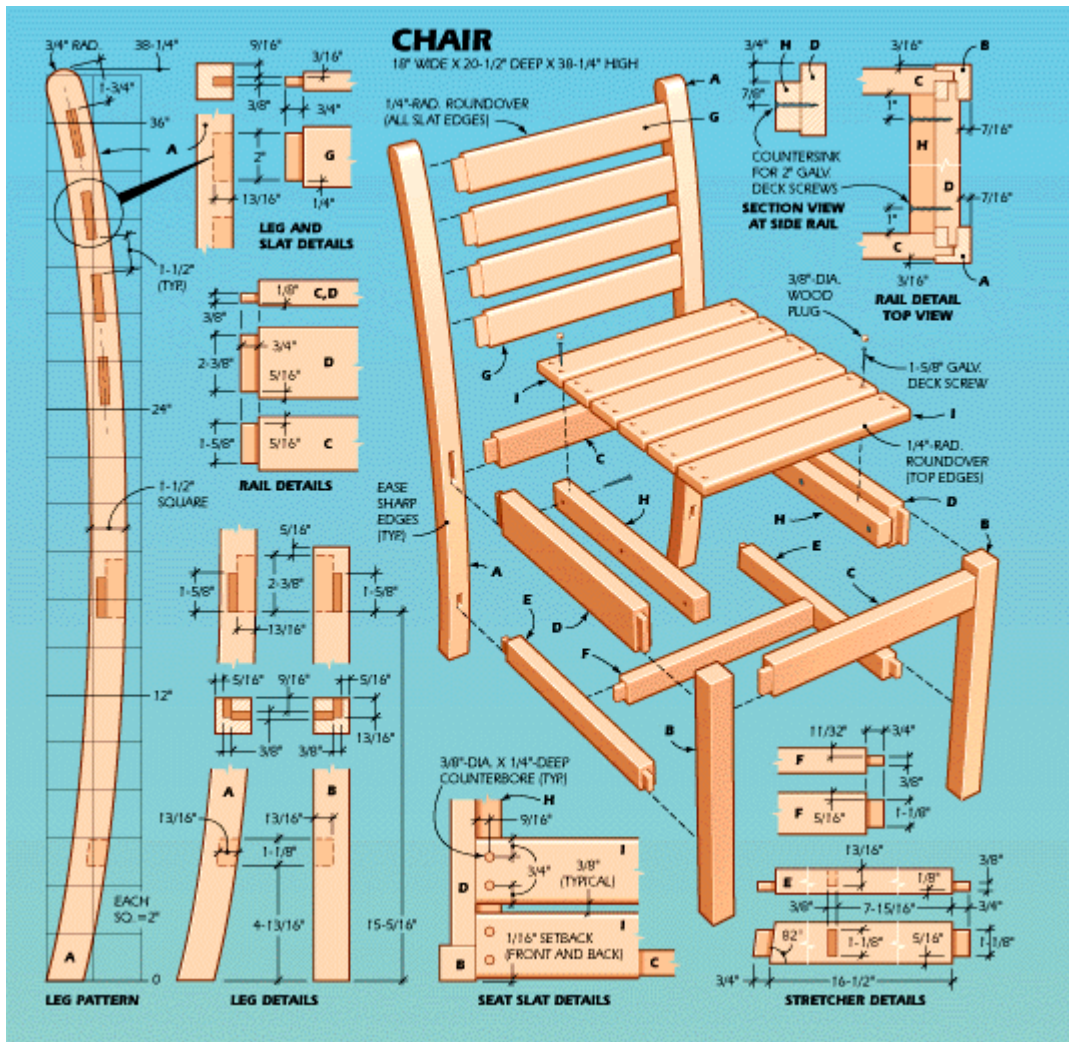 CHAIR
18" WIDE X 20-1/2" DEEP X 38-1/4" HIGH
3/4" RAD.
38-1/4"
1-3/4"
36"
A
1-1/2"
(TYP.)
24"
1-1/2"
SQUARE
12"
EACH
SQ. = 2"
A
0
LEG PATTERN
9/16"
3/16"
3/8"
3/4"
2"
G
13/16"
1/4"
LEG AND
SLAT DETAILS
1/8"
C,D
3/8"
3/4"
2-3/8"
D
5/16"
1-5/8"
5/16"
C
RAIL DETAILS
5/16"
2-3/8"
1-5/8"
1-5/8"
13/16"
5/16"
9/16"
5/16"
3/8"
3/8"
13/16"
A
B
13/16"
13/16"
1-1/8"
4-13/16"
15-5/16"
LEG DETAILS
1/4"-RAD. ROUNDOVER
(ALL SLAT EDGES)
A
G
G
I
C
H
EASE
SHARP
EDGES
(TYP.)
A
E
D
F
B
3/8"-DIA.
WOOD
PLUG
1-5/8" GALV.
DECK SCREW
I
1/4"-RAD.
ROUNDOVER
(TOP EDGES)
D
H
B
E
C
3/4"
H
D
7/8"
COUNTERSINK
FOR 2" GALV.
DECK SCREWS
SECTION VIEW
AT SIDE RAIL
3/16"
B
C
1"
7/16"
H
D
7/16"
1"
C
3/16"
A
RAIL DETAIL
TOP VIEW
3/8"-DIA. X 1/4"-DEEP
COUNTERBORE (TYP.)
H
9/16"
I
3/4"
3/8"
(TYPICAL)
D
I
1/16" SETBACK
(FRONT AND BACK)
B
C
SEAT SLAT DETAILS
11/32"
3/4"
F
3/8"
F
5/16"
1-1/8"
13/16"
3/8"
E
1/8"
3/8"
7-15/16"
3/4"
82°
1-1/8"
5/16"
1-1/8"
3/4"
16-1/2"
STRETCHER DETAILS